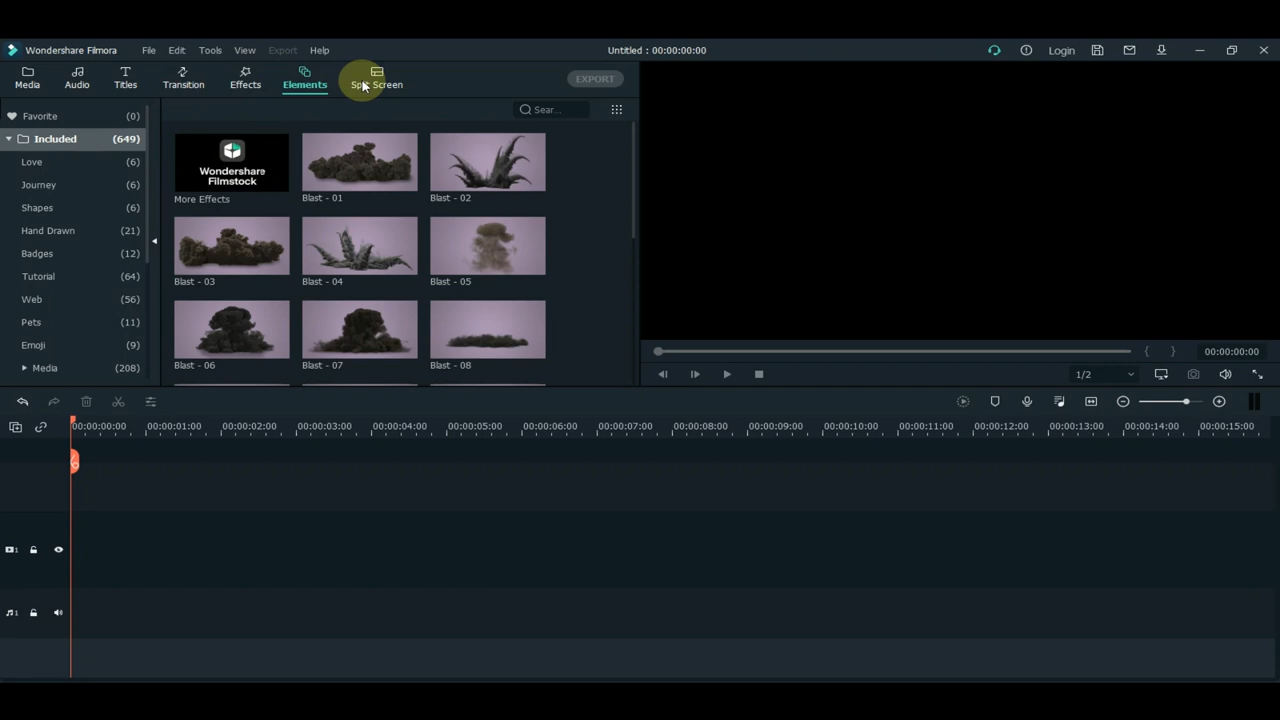 Wondershare Filmora File Edit Tools View Export Help Untitled : 00:00:00:00 Login
Media Audio Titles Transition Effects Elements Split Screen EXPORT
Favorite (0)
Included (649)
Love (6)
Journey (6)
Shapes (6)
Hand Drawn (21)
Badges (12)
Tutorial (64)
Web (56)
Pets (11)
Emoji (9)
Media (208)
Sear...
Wondershare
Filmstock
More Effects
Blast - 01
Blast - 02
Blast - 03
Blast - 04
Blast - 05
Blast - 06
Blast - 07
Blast - 08
{ } 00:00:00:00
1/2
00:00:00:00 00:00:01:00 00:00:02:00 00:00:03:00 00:00:04:00 00:00:05:00 00:00:06:00 00:00:07:00 00:00:08:00 00:00:09:00 00:00:10:00 00:00:11:00 00:00:12:00 00:00:13:00 00:00:14:00 00:00:15:00
1
1